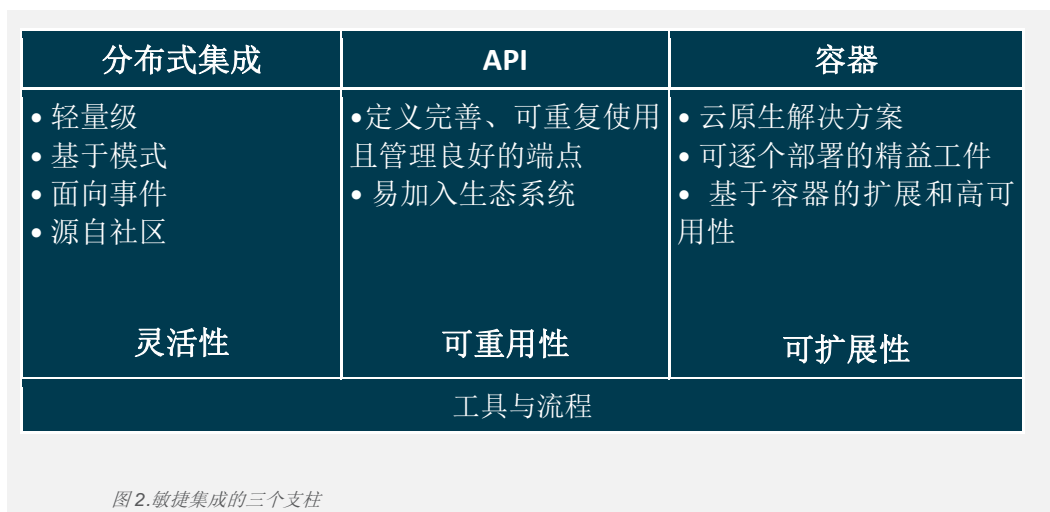 分布式集成
API
容器
• 轻量级
• 基于模式
• 面向事件
• 源自社区
灵活性
•定义完善、可重复使用
且管理良好的端点
• 易加入生态系统
可重用性
• 云原生解决方案
• 可逐个部署的精益工件
• 基于容器的扩展和高可
用性
可扩展性
工具与流程
图 2.敏捷集成的三个支柱